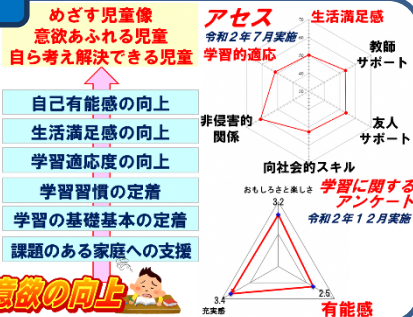 めざす児童像
意欲あふれる児童
自ら考え解決できる児童
自己有能感の向上
生活満足感の向上
学習適応度の向上
学習習慣の定着
学習の基礎基本の定着
課題のある家庭への支援
意欲の向上
アセス
令和２年７月実施
生活満足感
学習的適応
教師
サポート
非侵害的
関係
友人
サポート
向社会的スキル
70
おもしろさと楽しさ
3.2
学習に関する
アンケート
令和２年１２月実施
3.4
充実感
2.5
有能感